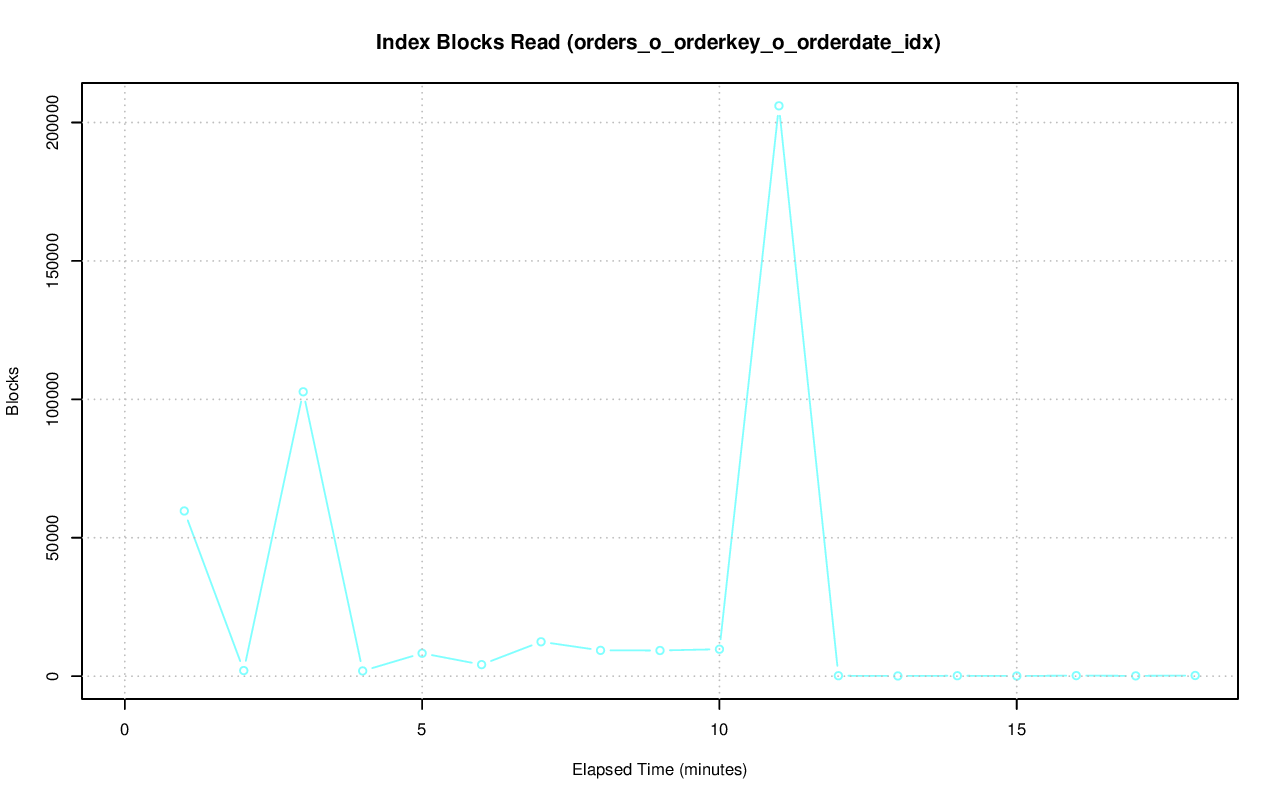 Index Blocks Read (orders_o_orderkey_o_orderdate_idx)
Blocks
200000
150000
100000
50000
0
0 5 10 15
Elapsed Time (minutes)